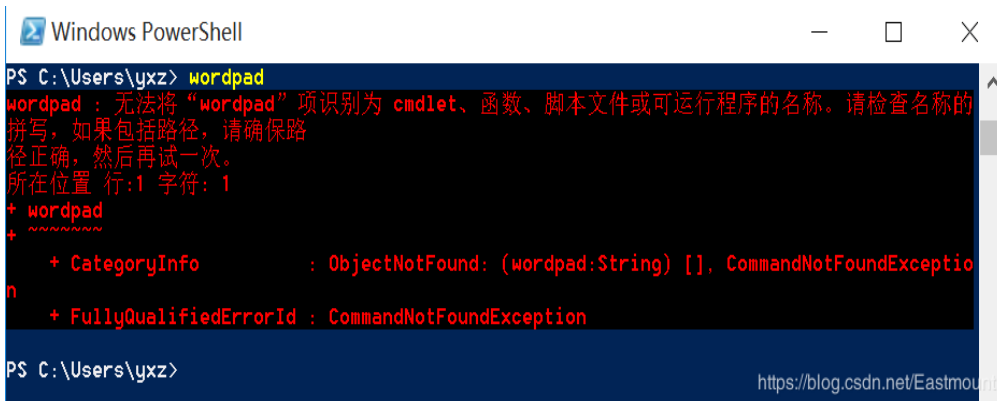 Windows PowerShell
PS C:\Users\yxz> wordpad
wordpad : 无法将“wordpad”项识别为 cmdlet、函数、脚本文件或可运行程序的名称。请检查名称的
拼写，如果包括路径，请确保路
径正确，然后再试一次。
所在位置 行:1 字符: 1
+ wordpad
+ ~~~~~~~
+ CategoryInfo : ObjectNotFound: (wordpad:String) [], CommandNotFoundExceptio
n
+ FullyQualifiedErrorId : CommandNotFoundException
PS C:\Users\yxz>
https://blog.csdn.net/Eastmount